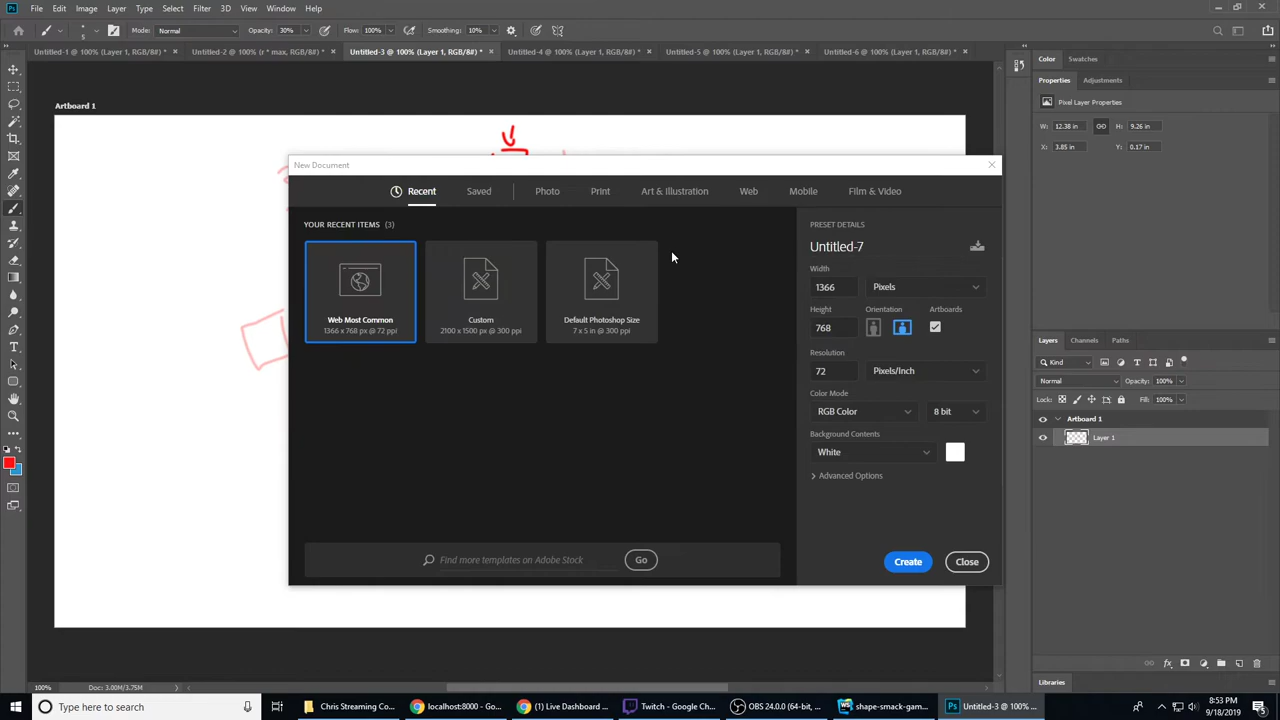 Ps File Edit Image Layer Type Select Filter 3D View Window Help
5 Mode: Normal Opacity: 30% Flow: 100% Smoothing: 10%
Untitled-1 @ 100% (Layer 1, RGB/8#) * × Untitled-2 @ 100% (r * max, RGB/8#) * × Untitled-3 @ 100% (Layer 1, RGB/8#) * × Untitled-4 @ 100% (Layer 1, RGB/8#) * × Untitled-5 @ 100% (Layer 1, RGB/8#) * × Untitled-6 @ 100% (Layer 1, RGB/8#) * ×
Color Swatches
Properties Adjustments
Pixel Layer Properties
W: 12.38 in H: 9.26 in
X: 3.85 in Y: 0.17 in
Artboard 1
New Document
Recent Saved Photo Print Art & Illustration Web Mobile Film & Video
YOUR RECENT ITEMS (3)
Web Most Common
1366 x 768 px @ 72 ppi
Custom
2100 x 1500 px @ 300 ppi
Default Photoshop Size
7 x 5 in @ 300 ppi
Find more templates on Adobe Stock Go
PRESET DETAILS
Untitled-7
Width
1366 Pixels
Height Orientation Artboards
768
Resolution
72 Pixels/Inch
Color Mode
RGB Color 8 bit
Background Contents
White
Advanced Options
Create Close
Layers Channels Paths
Kind
Normal Opacity: 100%
Lock: Fill: 100%
Artboard 1
Layer 1
Libraries
100% Doc: 3.00M/3.75M
Type here to search
Chris Streaming Co...
localhost:8000 - Go...
(1) Live Dashboard ...
Twitch - Google Ch...
OBS 24.0.0 (64-bit, ...
shape-smack-gam...
Untitled-3 @ 100% ...
8:53 PM
9/18/2019